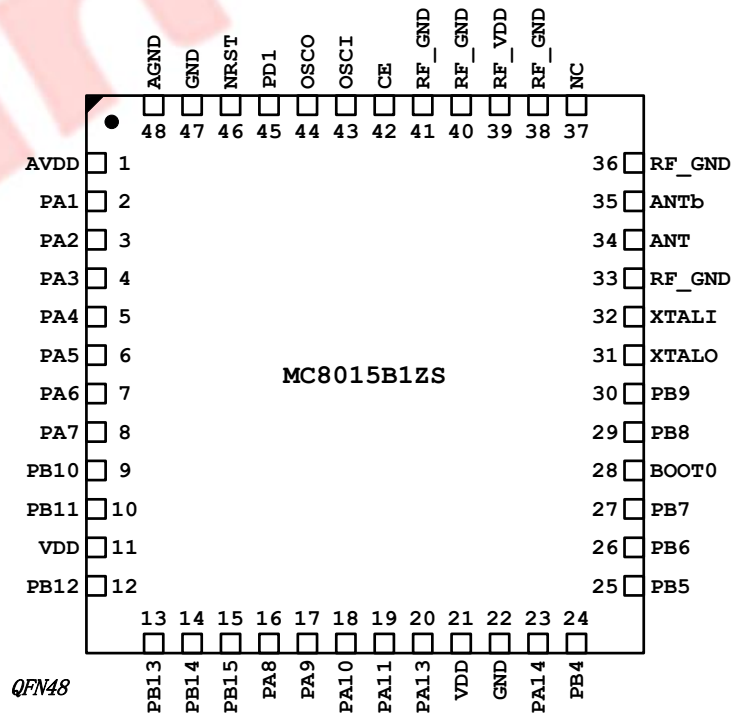 AGND GND NRST PD1 OSCO OSCI CE RF_GND RF_GND RF_VDD RF_GND NC
48 47 46 45 44 43 42 41 40 39 38 37
AVDD 1 36 RF_GND
PA1 2 35 ANTb
PA2 3 34 ANT
PA3 4 33 RF_GND
PA4 5 32 XTALI
PA5 6 31 XTALO
MC8015B1ZS
PA6 7 30 PB9
PA7 8 29 PB8
PB10 9 28 BOOT0
PB11 10 27 PB7
VDD 11 26 PB6
PB12 12 25 PB5
13 14 15 16 17 18 19 20 21 22 23 24
PB13 PB14 PB15 PA8 PA9 PA10 PA11 PA13 VDD GND PA14 PB4
QFN48